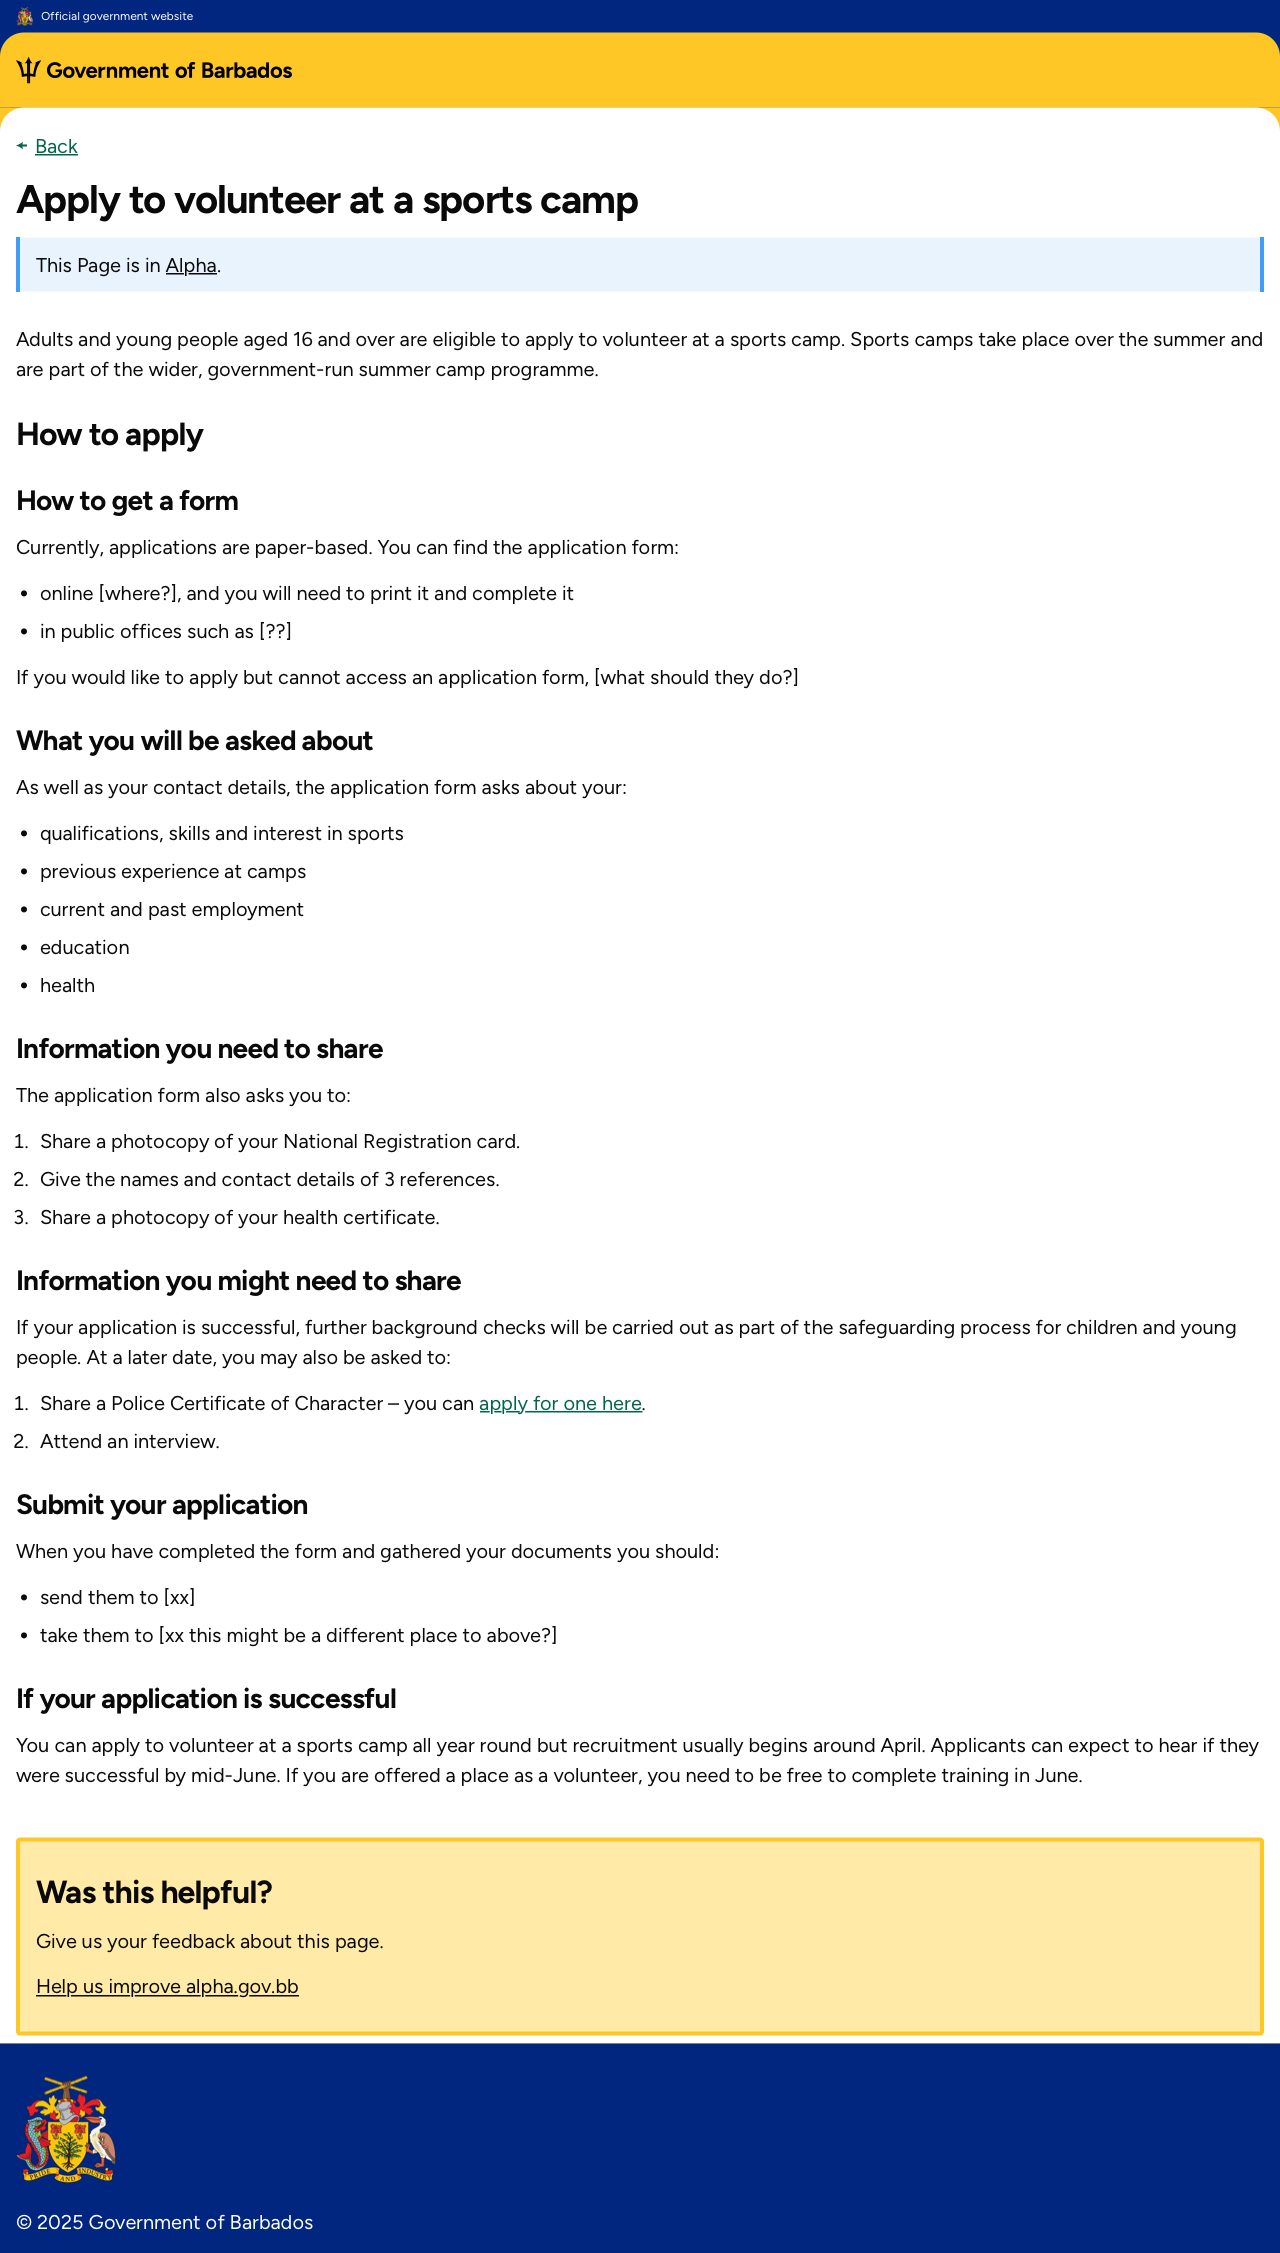 Official government website
Government of Barbados
Back
Apply to volunteer at a sports camp
This Page is in Alpha.
Adults and young people aged 16 and over are eligible to apply to volunteer at a sports camp. Sports camps take place over the summer and
are part of the wider, government-run summer camp programme.
How to apply
How to get a form
Currently, applications are paper-based. You can find the application form:
• online [where?], and you will need to print it and complete it
• in public offices such as [??]
If you would like to apply but cannot access an application form, [what should they do?]
What you will be asked about
As well as your contact details, the application form asks about your:
• qualifications, skills and interest in sports
• previous experience at camps
• current and past employment
• education
• health
Information you need to share
The application form also asks you to:
1. Share a photocopy of your National Registration card.
2. Give the names and contact details of 3 references.
3. Share a photocopy of your health certificate.
Information you might need to share
If your application is successful, further background checks will be carried out as part of the safeguarding process for children and young
people. At a later date, you may also be asked to:
1. Share a Police Certificate of Character – you can apply for one here.
2. Attend an interview.
Submit your application
When you have completed the form and gathered your documents you should:
• send them to [xx]
• take them to [xx this might be a different place to above?]
If your application is successful
You can apply to volunteer at a sports camp all year round but recruitment usually begins around April. Applicants can expect to hear if they
were successful by mid-June. If you are offered a place as a volunteer, you need to be free to complete training in June.
Was this helpful?
Give us your feedback about this page.
Help us improve alpha.gov.bb
PRIDE AND INDUSTRY
© 2025 Government of Barbados